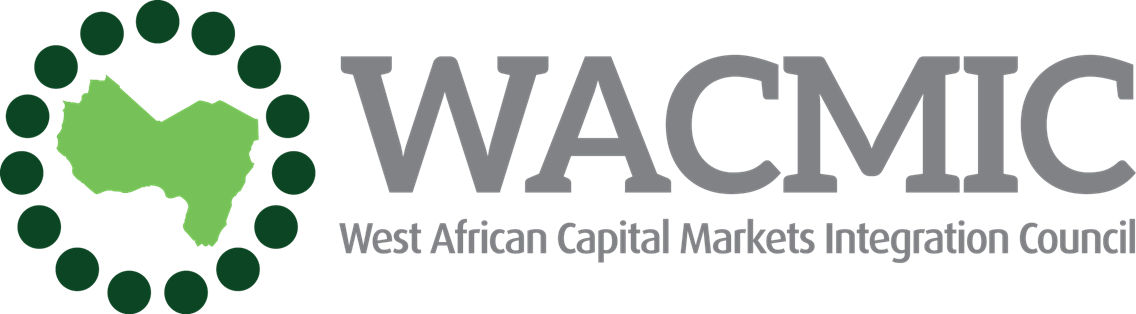 WACMIC
West African Capital Markets Integration Council